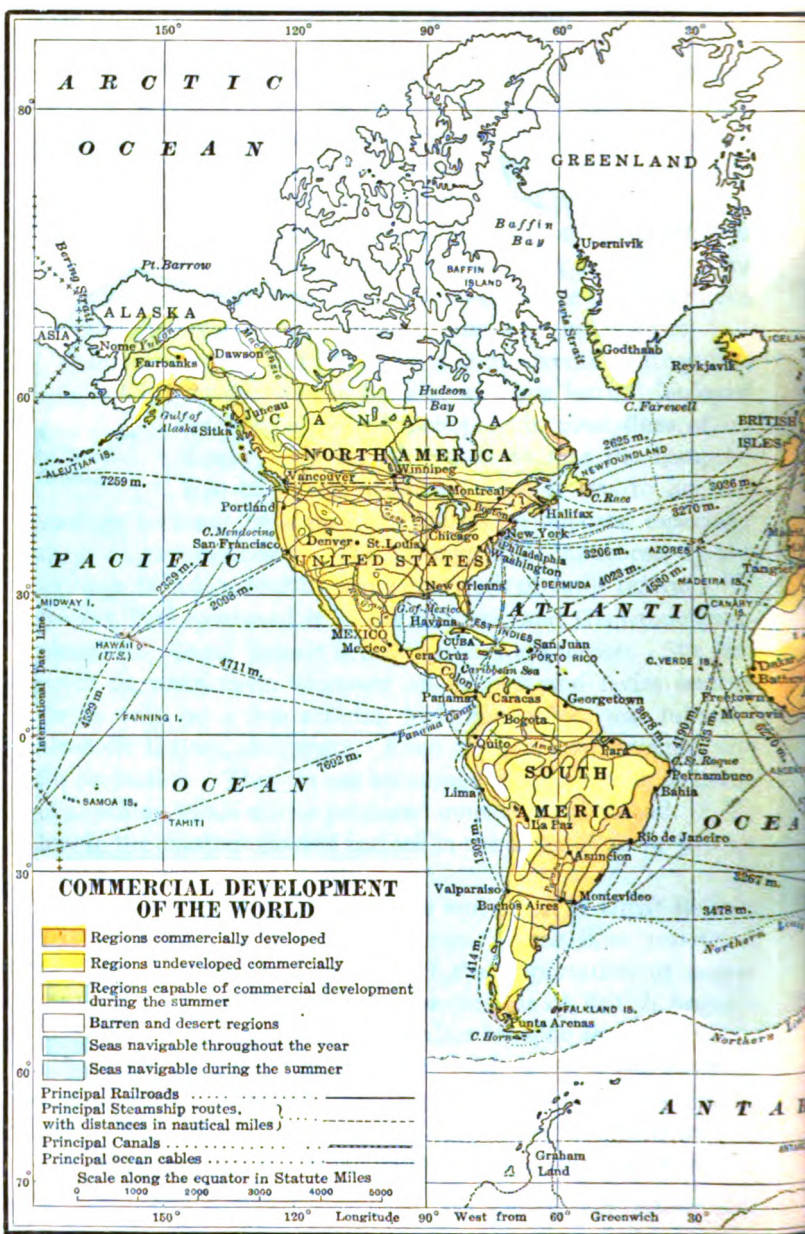 150° 120° 90° 60° 30°
ARCTIC
80°
OCEAN
GREENLAND
Baffin
Bay
Upernivik
Pt. Barrow
Bering
Strait
BAFFIN
ISLAND
ALASKA
Davis Strait
ASIA
Nome
Yukon
Mackenzie
Dawson
Fairbanks
Godthaab
Reykjavik
60°
Hudson
Bay
C. Farewell
Gulf of
Alaska
Juneau
Sitka
CANADA
BRITISH
ISLES
2625 m.
NEWFOUNDLAND
ALEUTIAN IS.
NORTH AMERICA
Winnipeg
7259 m.
Vancouver
3036 m.
Montreal
C. Race
Portland
Boston
Halifax
3270 m.
C. Mendocino
San Francisco
Denver
St. Louis
Chicago
New York
Philadelphia
Washington
3206 m.
AZORES
PACIFIC
UNITED STATES
4023 m.
4530 m.
Tangier
MADEIRA IS.
BERMUDA
30
New Orleans
MIDWAY I.
2098 m.
G. of Mexico
ATLANTIC
CANARY
IS.
Havana
WEST INDIES
International Date Line
HAWAII
(U.S.)
MEXICO
Mexico
CUBA
Vera Cruz
San Juan
PORTO RICO
C. VERDE IS.
Dakar
4711 m.
Caribbean Sea
Colon
Panama
Caracas
Georgetown
Freetown
Monrovia
4529 m.
FANNING I.
Panama Canal
Bogota
0°
Quito
Para
C. St. Roque
7692 m.
Pernambuco
OCEAN
SOUTH
AMERICA
Lima
Bahia
SAMOA IS.
La Paz
TAHITI
1302 m.
Rio de Janeiro
OCEA
Asuncion
30°
3267 m.
Valparaiso
Buenos Aires
Montevideo
3478 m.
Northern
1414 m.
FALKLAND IS.
Punta Arenas
C. Horn
Northern
60°
ANTA
Graham
Land
70°
COMMERCIAL DEVELOPMENT
OF THE WORLD
Regions commercially developed
Regions undeveloped commercially
Regions capable of commercial development
during the summer
Barren and desert regions
Seas navigable throughout the year
Seas navigable during the summer
Principal Railroads
Principal Steamship routes,
with distances in nautical miles
Principal Canals
Principal ocean cables
Scale along the equator in Statute Miles
0 1000 2000 3000 4000 5000
150° 120° Longitude 90° West from 60° Greenwich 30°